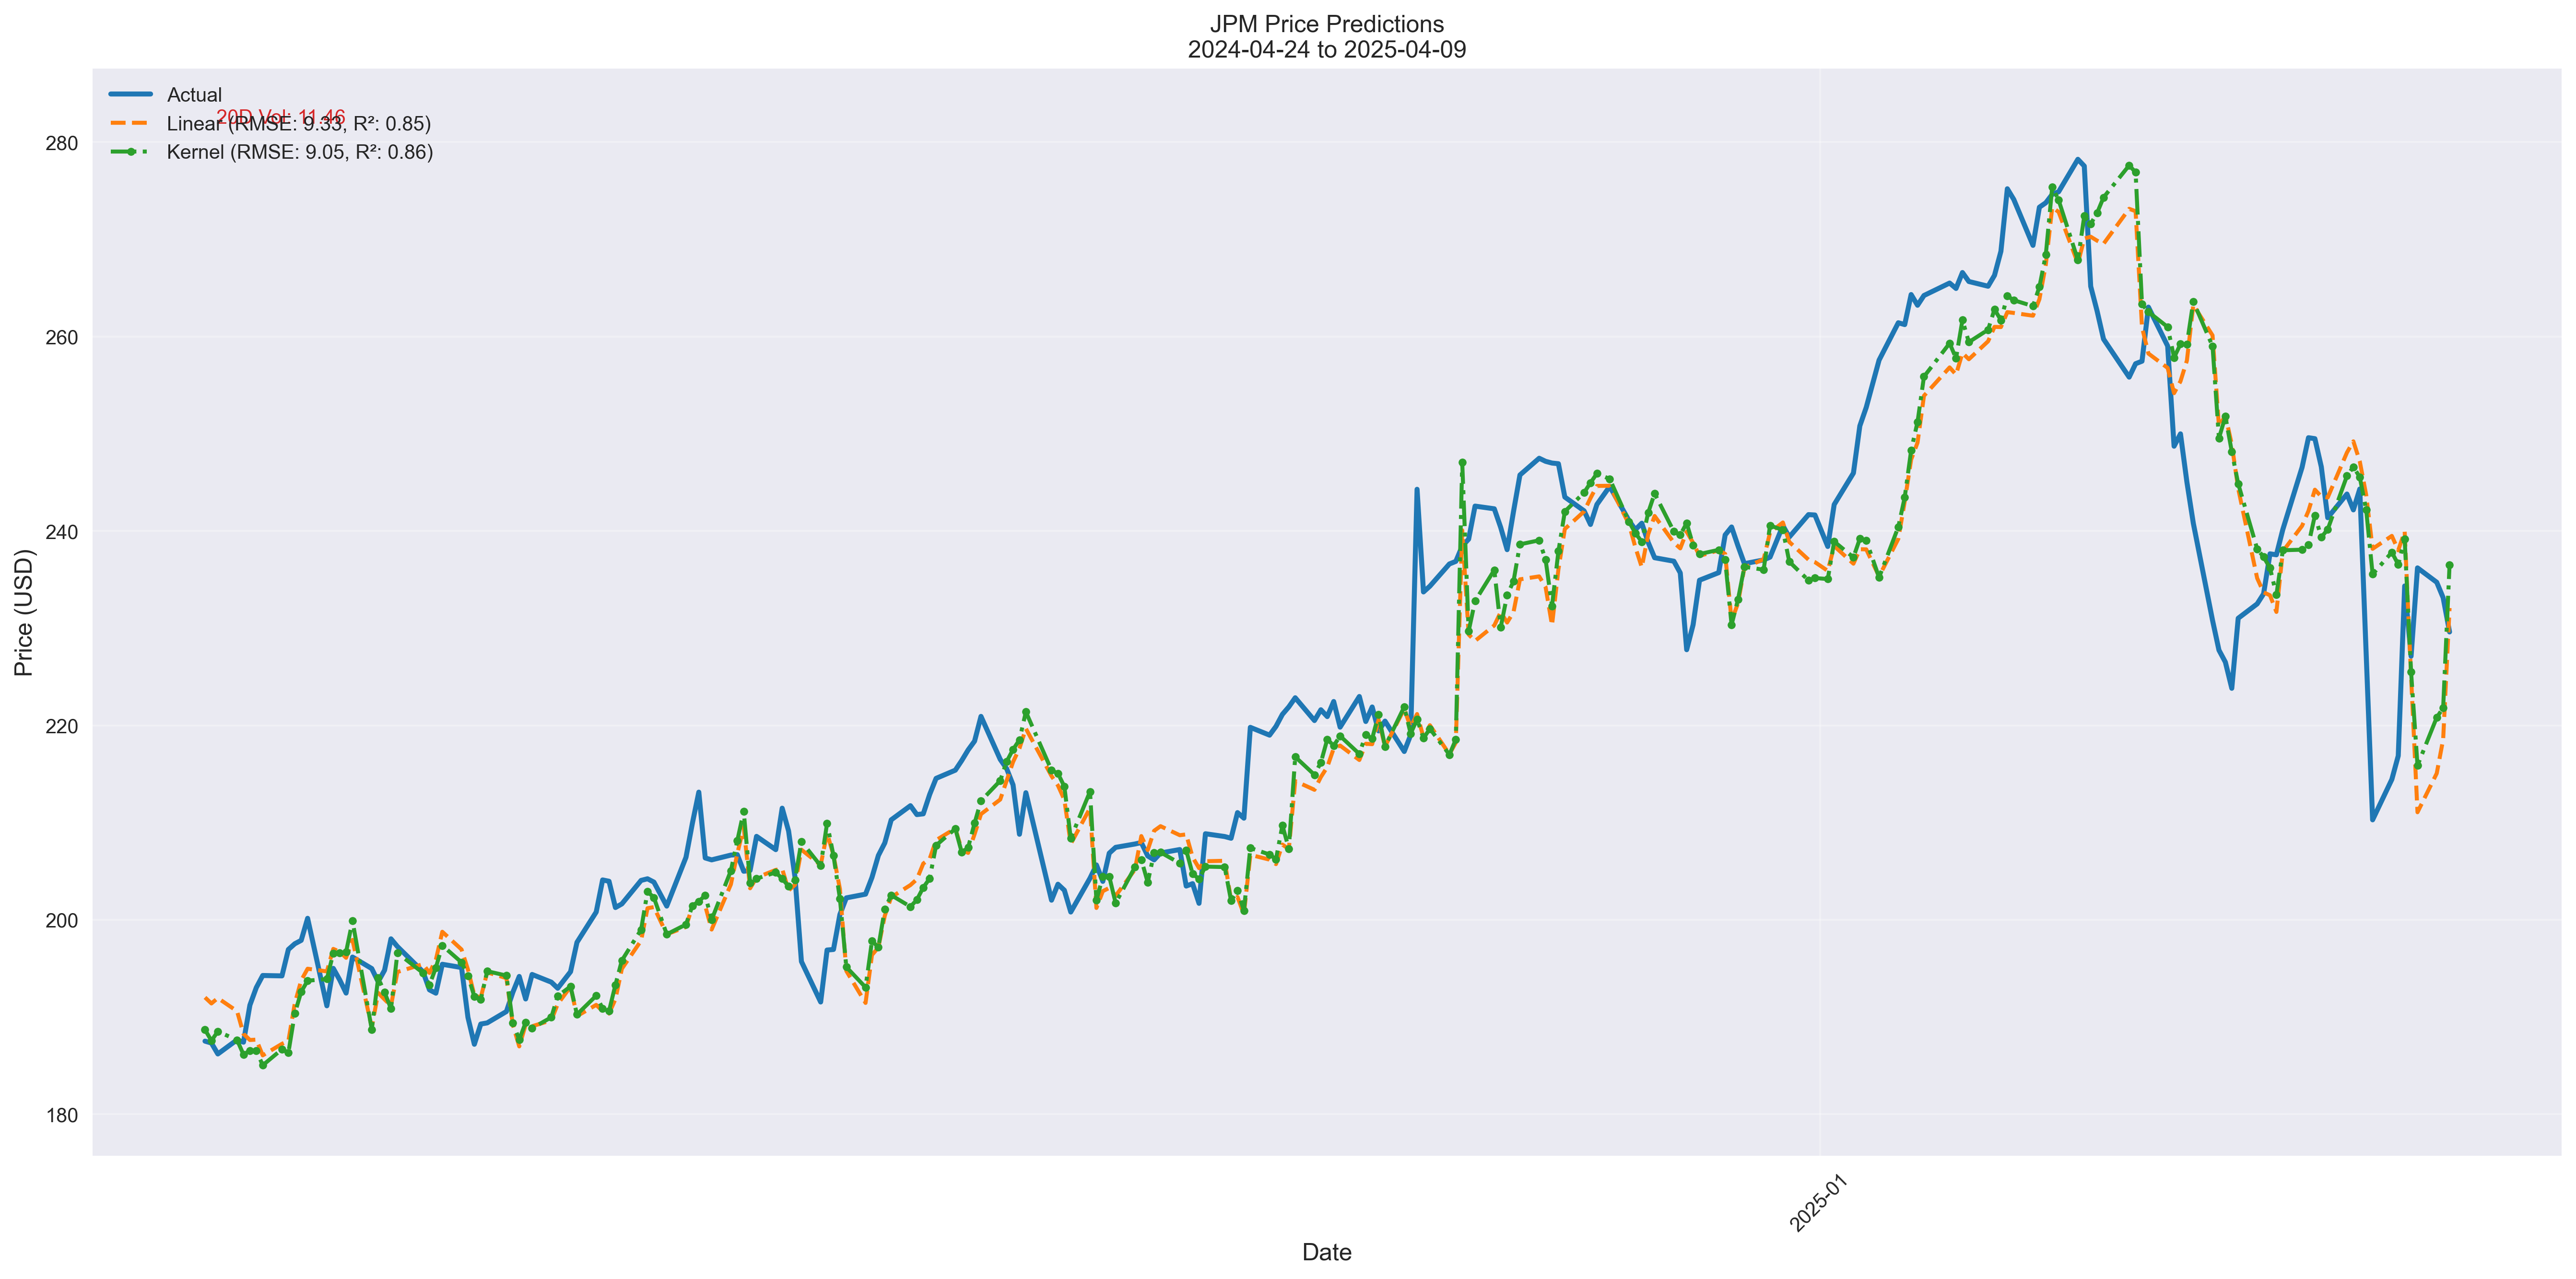 JPM Price Predictions
2024-04-24 to 2025-04-09
Actual
20D Vol: 11.46
Linear (RMSE: 9.33, R²: 0.85)
Kernel (RMSE: 9.05, R²: 0.86)
Price (USD)
280
260
240
220
200
180
2025-01
Date